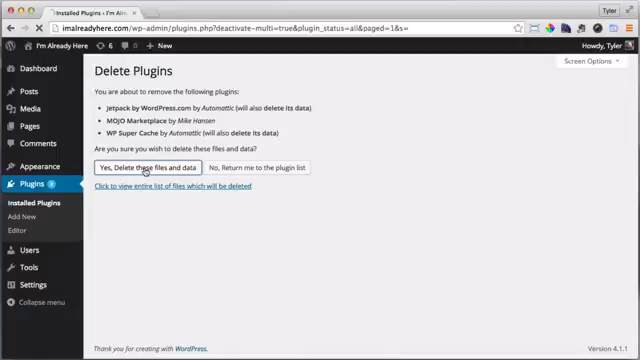 Installed Plugins ‹ I'm Alre
Tyler
imalreadyhere.com/wp-admin/plugins.php?deactivate-multi=true&plugin_status=all&paged=1&s=
I'm Already Here
6
0
New
Howdy, Tyler
Screen Options
Dashboard
Posts
Media
Pages
Comments
Appearance
Plugins
Installed Plugins
Add New
Editor
Users
Tools
Settings
Collapse menu
Delete Plugins
You are about to remove the following plugins:
• Jetpack by WordPress.com by Automattic (will also delete its data)
• MOJO Marketplace by Mike Hansen
• WP Super Cache by Automattic (will also delete its data)
Are you sure you wish to delete these files and data?
Yes, Delete these files and data
No, Return me to the plugin list
Click to view entire list of files which will be deleted
Thank you for creating with WordPress.
Version 4.1.1